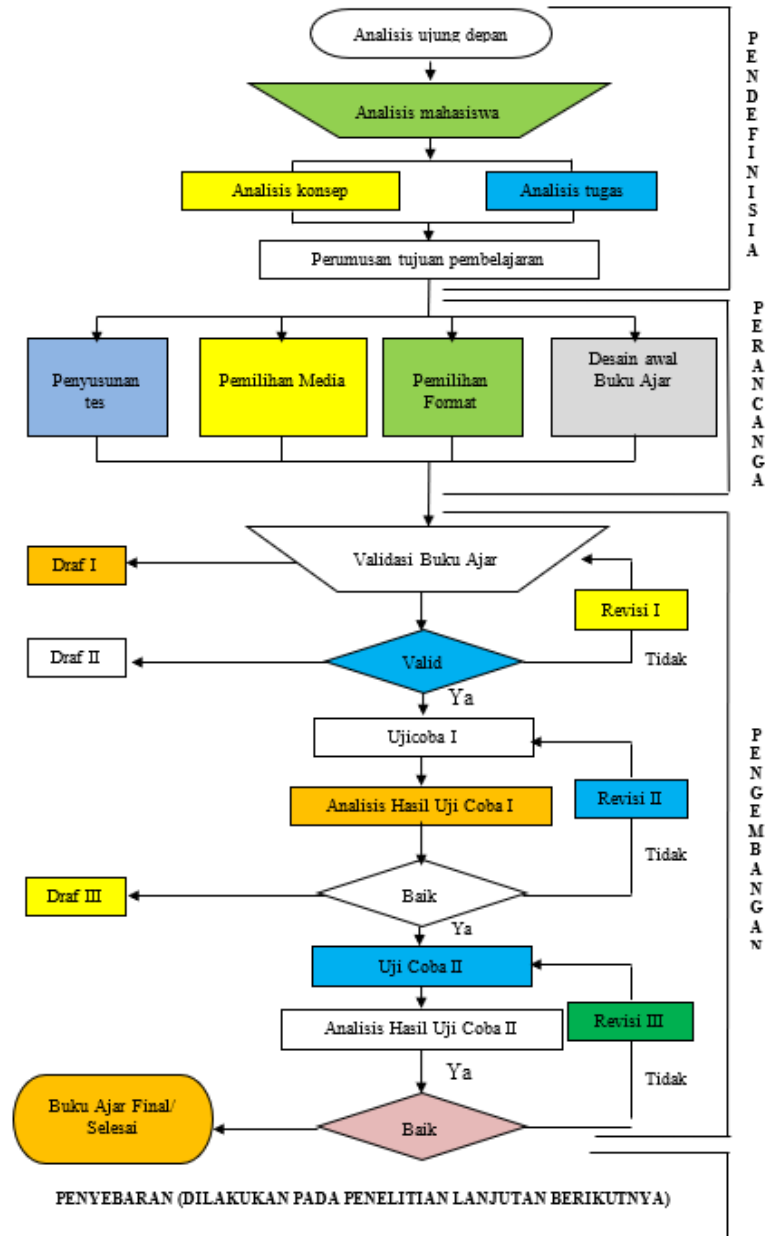 Analisis ujung depan
Analisis mahasiswa
Analisis konsep
Analisis tugas
Perumusan tujuan pembelajaran
PENDEFINISIA
Penyusunan
tes
Pemilihan Media
Pemilihan
Format
Desain awal
Buku Ajar
PERANCANGA
Validasi Buku Ajar
Draf I
Revisi I
Draf II
Valid
Tidak
Ya
Ujicoba I
Analisis Hasil Uji Coba I
Revisi II
Tidak
Draf III
Baik
Ya
Uji Coba II
Analisis Hasil Uji Coba II
Revisi III
Ya
Tidak
Buku Ajar Final/
Selesai
Baik
PENGEMBANGAN
PENYEBARAN (DILAKUKAN PADA PENELITIAN LANJUTAN BERIKUTNYA)